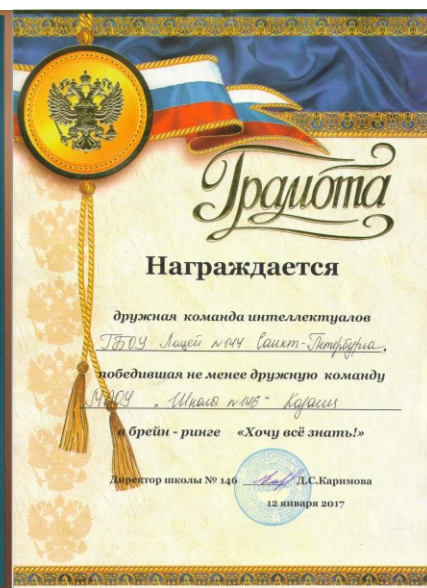 Грамота
Награждается
дружная команда интеллектуалов
ГБОУ Лицей №144 Санкт-Петербурга,
победившая не менее дружную команду
МБОУ „Школа №146" Казани
в брейн - ринге «Хочу всё знать!»
Директор школы № 146 Д.С.Каримова
12 января 2017